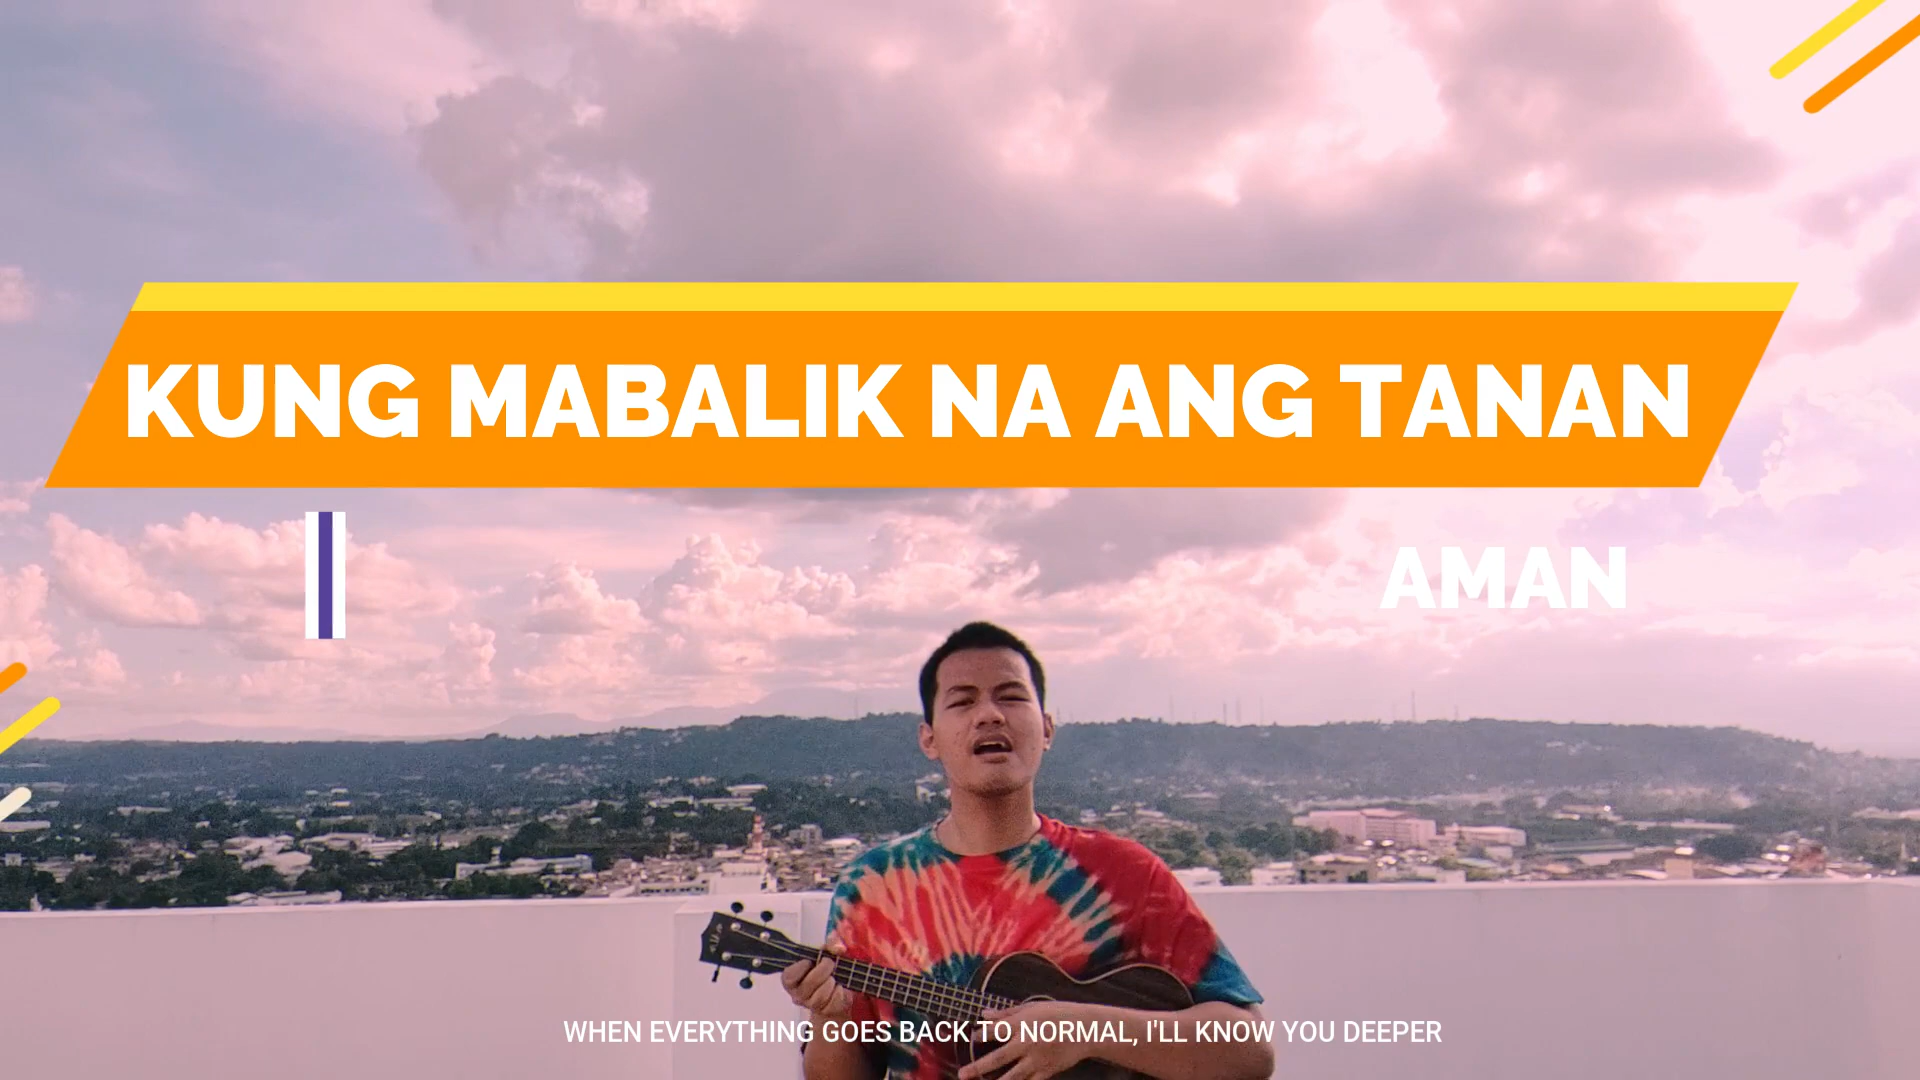 KUNG MABALIK NA ANG TANAN
AMAN
WHEN EVERYTHING GOES BACK TO NORMAL, I'LL KNOW YOU DEEPER